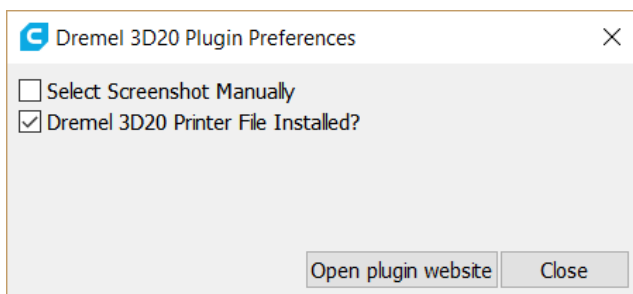 Dremel 3D20 Plugin Preferences
Select Screenshot Manually
Dremel 3D20 Printer File Installed?
Open plugin website Close